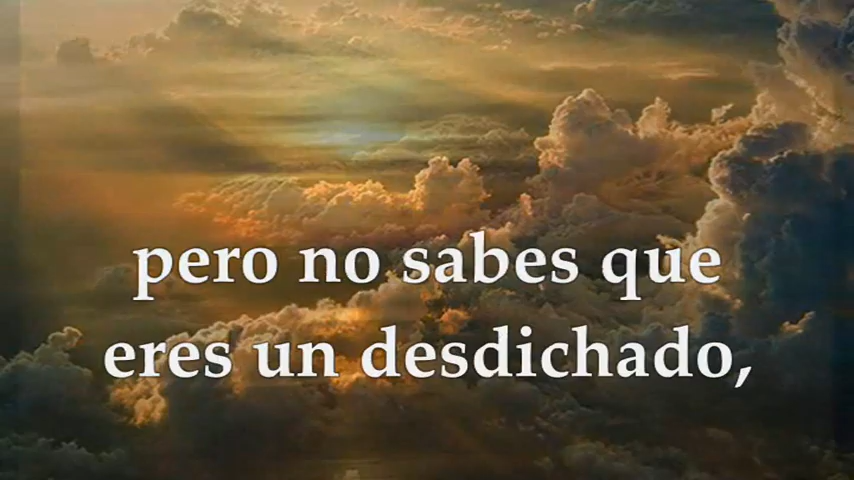 pero no sabes que
eres un desdichado,